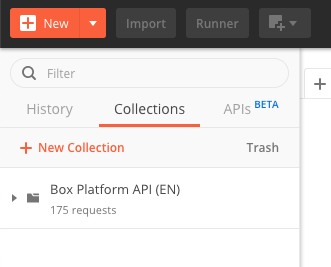 New Import Runner
Filter
History Collections APIs BETA
+ New Collection Trash
Box Platform API (EN)
175 requests